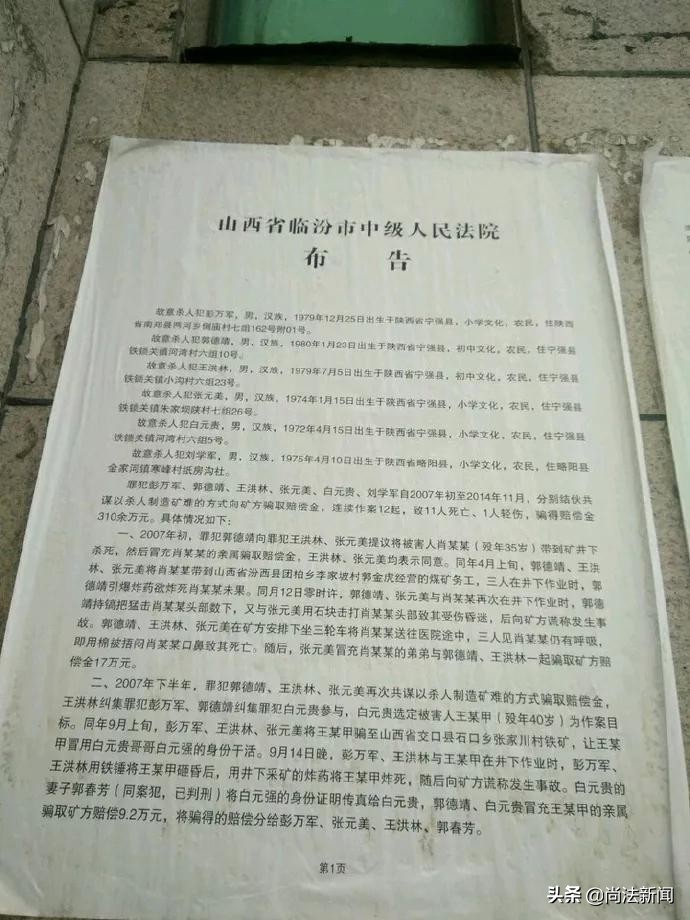 山西省临汾市中级人民法院
布 告
故意杀人犯彭万军，男，汉族，1979年12月25日出生于陕西省宁强县，小学文化，农民，住陕西
省南郑县两河乡倒庙村七组162号附01号。
故意杀人犯郭德靖，男，汉族，1980年1月23日出生于陕西省宁强县，初中文化，农民，住宁强县
铁锁关镇河湾村六组10号。
故意杀人犯王洪林，男，汉族，1979年7月5日出生于陕西省宁强县，初中文化，农民，住宁强县
铁锁关镇小沟村六组23号。
故意杀人犯张元美，男，汉族，1974年1月15日出生于陕西省宁强县，小学文化，农民，住宁强县
铁锁关镇朱家坝陕村七组26号。
故意杀人犯白元贵，男，汉族，1972年4月15日出生于陕西省宁强县，小学文化，农民，住宁强县
铁锁关镇河湾村六组5号。
故意杀人犯刘学军，男，汉族，1975年4月10日出生于陕西省略阳县，小学文化，农民，住略阳县
金家河镇寒峰村纸房沟社。
罪犯彭万军、郭德靖、王洪林、张元美、白元贵、刘学军自2007年初至2014年11月，分别结伙共
谋以杀人制造矿难的方式向矿方骗取赔偿金，连续作案12起，致11人死亡、1人轻伤，骗得赔偿金
310余万元。具体情况如下：
一、2007年初，罪犯郭德靖向罪犯王洪林、张元美提议将被害人肖某某（殁年35岁）带到矿井下
杀死，然后冒充肖某某的亲属骗取赔偿金，王洪林、张元美均表示同意。同年4月上旬，郭德靖、王洪
林、张元美将肖某某带到山西省汾西县团柏乡李家坡村郭金虎经营的煤矿务工，三人在井下作业时，郭
德靖引爆炸药欲炸死肖某某未果。同月12日零时许，郭德靖、张元美与肖某某再次在井下作业时，郭德
靖持镐把猛击肖某某头部数下，又与张元美用石块击打肖某某头部致其受伤昏迷，后向矿方谎称发生事
故。郭德靖、王洪林、张元美在矿方安排下坐三轮车将肖某某送往医院途中，三人见肖某某仍有呼吸，
即用棉被捂闷肖某某口鼻致其死亡。随后，张元美冒充肖某某的弟弟与郭德靖、王洪林一起骗取矿方赔
偿金17万元。
二、2007年下半年，罪犯郭德靖、王洪林、张元美再次共谋以杀人制造矿难的方式骗取赔偿金，
王洪林纠集罪犯彭万军、郭德靖纠集罪犯白元贵参与，白元贵选定被害人王某甲（殁年40岁）为作案目
标。同年9月上旬，彭万军、王洪林、张元美将王某甲骗至山西省交口县石口乡张家川村铁矿，让王某
甲冒用白元贵哥哥白元强的身份干活。9月14日晚，彭万军、王洪林与王某甲在井下作业时，彭万军、
王洪林用铁锤将王某甲砸昏后，用井下采矿的炸药将王某甲炸死，随后向矿方谎称发生事故。白元贵的
妻子郭春芳（同案犯，已判刑）将白元强的身份证明传真给白元贵，郭德靖、白元贵冒充王某甲的亲属
骗取矿方赔偿9.2万元，将骗得的赔偿分给彭万军、张元美、王洪林、郭春芳。
第1页
头条 @尚法新闻